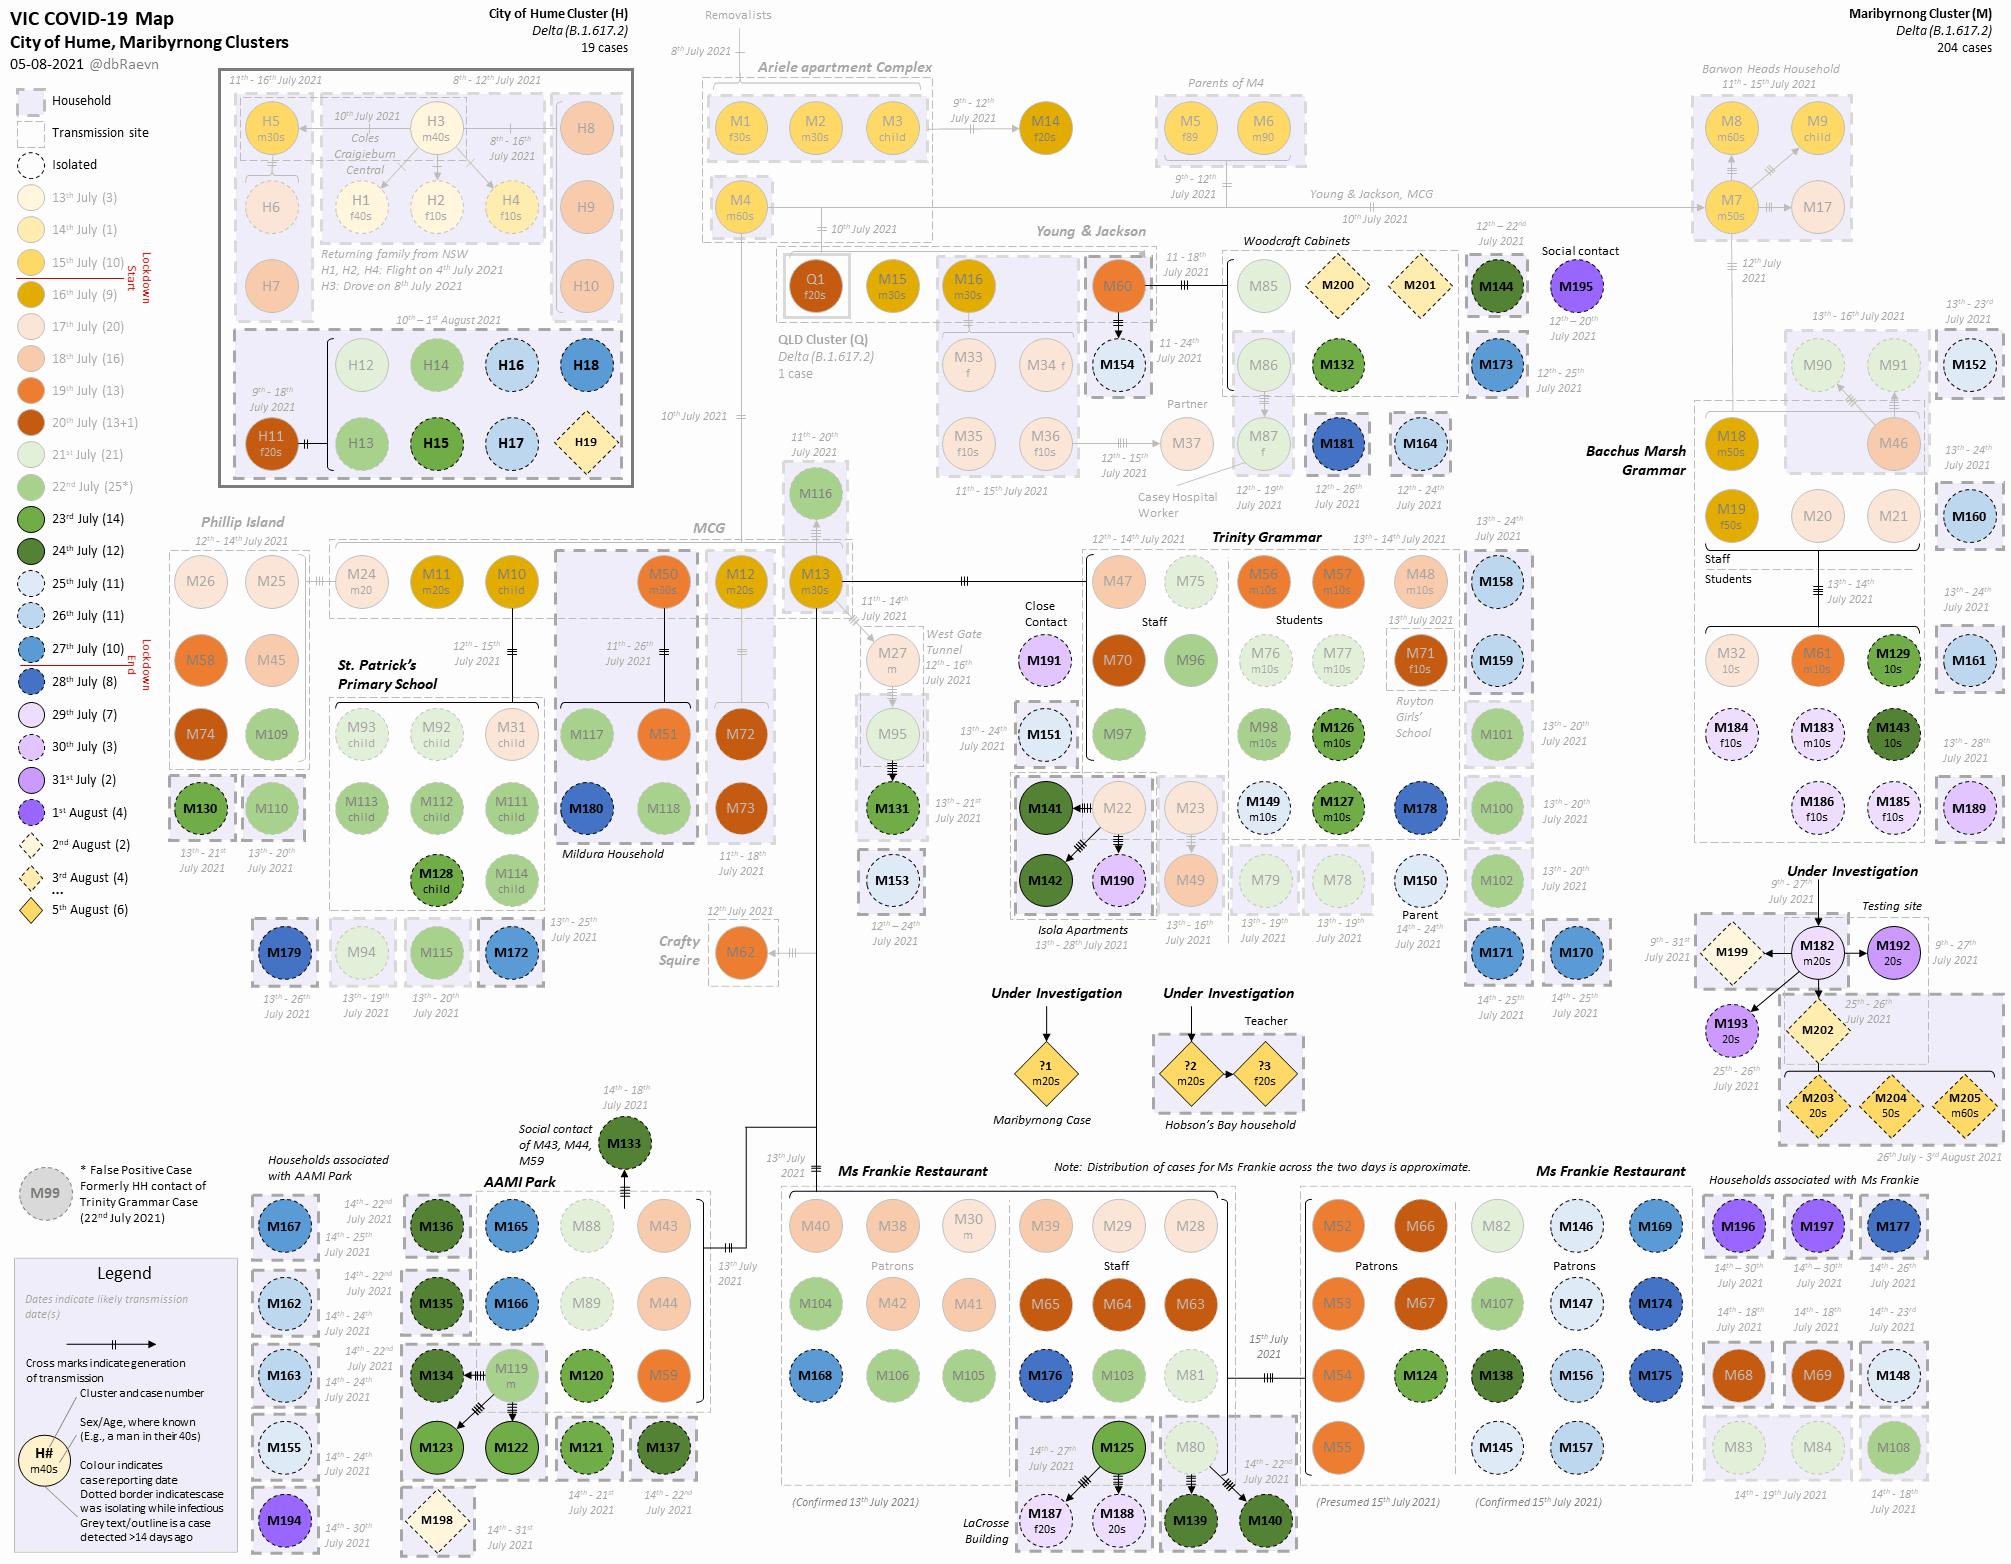 VIC COVID-19 Map
City of Hume, Maribyrnong Clusters
05-08-2021 @dbRaevn
City of Hume Cluster (H)
Delta (B.1.617.2)
19 cases
Maribyrnong Cluster (M)
Delta (B.1.617.2)
204 cases
Household
Transmission site
Isolated
13th July (3)
14th July (1)
15th July (10)
Lockdown Start
16th July (9)
17th July (20)
18th July (16)
19th July (13)
20th July (13+1)
21st July (21)
22nd July (25*)
23rd July (14)
24th July (12)
25th July (11)
26th July (11)
27th July (10)
Lockdown End
28th July (8)
29th July (7)
30th July (3)
31st July (2)
1st August (4)
2nd August (2)
3rd August (4)
...
5th August (6)
11th - 16th July 2021
8th - 12th July 2021
H5 m30s
10th July 2021
H3 m40s
H8
Coles Craigieburn Central
8th - 16th July 2021
H6
H1 f40s
H2 f10s
H4 f10s
H9
H7
Returning family from NSW
H1, H2, H4: Flight on 4th July 2021
H3: Drove on 8th July 2021
H10
10th – 1st August 2021
H12
H14
H16
H18
9th - 18th July 2021
H11 f20s
H13
H15
H17
H19
Removalists
8th July 2021
Ariele apartment Complex
M1 f30s
M2 m30s
M3 child
9th - 12th July 2021
M14 f20s
M4 m60s
Parents of M4
M5 f89
M6 m90
9th - 12th July 2021
Young & Jackson, MCG
10th July 2021
Barwon Heads Household
11th - 15th July 2021
M8 m60s
M9 child
M7 m50s
M17
12th July 2021
10th July 2021
Young & Jackson
Q1 f20s
M15 m30s
M16 m30s
M60
QLD Cluster (Q)
Delta (B.1.617.2)
1 case
M33 f
M34 f
M35 f10s
M36 f10s
11th - 15th July 2021
11 - 18th July 2021
11 - 24th July 2021
M154
Partner
M37
12th - 15th July 2021
Woodcraft Cabinets
M85
M200
M201
M86
M132
M87 f
Casey Hospital Worker
12th - 19th July 2021
M181
12th - 26th July 2021
M164
12th - 24th July 2021
12th - 22nd July 2021
M144
M173
12th - 25th July 2021
Social contact
M195
12th – 20th July 2021
13th - 16th July 2021
M90
M91
M46
13th - 23rd July 2021
M152
Bacchus Marsh Grammar
M18 m50s
M19 f50s
M20
M21
Staff
Students
13th - 14th July 2021
M32 10s
M61 m10s
M129 10s
M184 f10s
M183 m10s
M143 10s
M186 f10s
M185 f10s
13th - 24th July 2021
M160
13th - 24th July 2021
M161
13th - 28th July 2021
M189
10th July 2021
11th - 20th July 2021
M116
MCG
Phillip Island
12th - 14th July 2021
M26
M25
M58
M45
M74
M109
M130
M110
13th - 21st July 2021
13th - 20th July 2021
M24 m20
M11 m20s
M10 child
M50 m30s
M12 m20s
M13 m30s
12th - 15th July 2021
St. Patrick's Primary School
M93 child
M92 child
M31 child
M113 child
M112 child
M111 child
M128 child
M114 child
M179
M94
M115
M172
13th - 26th July 2021
13th - 19th July 2021
13th - 20th July 2021
13th - 25th July 2021
11th - 26th July 2021
M117
M51
M180
M118
Mildura Household
M72
M73
11th - 18th July 2021
Crafty Squire
12th July 2021
M62
11th - 14th July 2021
M27 m
West Gate Tunnel
12th - 16th July 2021
M95
M131
13th - 21st July 2021
M153
12th – 24th July 2021
Trinity Grammar
12th - 14th July 2021
13th - 14th July 2021
M47
M75
M56 m10s
M57 m10s
M48 m10s
Staff
Students
13th July 2021
M70
M96
M76 m10s
M77 m10s
M71 f10s
Ruyton Girls' School
M97
M98 m10s
M126 m10s
M149 m10s
M127 m10s
M178
Close Contact
M191
13th - 24th July 2021
M151
M141
M22
M142
M190
Isola Apartments
13th - 28th July 2021
M23
M49
13th - 16th July 2021
M79
M78
13th - 19th July 2021
13th - 19th July 2021
M150
Parent
14th - 24th July 2021
13th - 24th July 2021
M158
M159
M101
13th - 20th July 2021
M100
13th - 20th July 2021
M102
13th - 20th July 2021
M171
14th - 25th July 2021
M170
14th - 25th July 2021
Under Investigation
?1 m20s
Maribyrnong Case
Under Investigation
Teacher
?2 m20s
?3 f20s
Hobson's Bay household
Under Investigation
9th - 27th July 2021
Testing site
9th - 31st July 2021
M199
M182 m20s
M192 20s
9th - 27th July 2021
M193 20s
25th - 26th July 2021
25th - 26th July 2021
M202
M203 20s
M204 50s
M205 m60s
26th July - 3rd August 2021
M99
* False Positive Case
Formerly HH contact of
Trinity Grammar Case
(22nd July 2021)
Legend
Dates indicate likely transmission date(s)
Cross marks indicate generation of transmission
Cluster and case number
Sex/Age, where known
(E.g., a man in their 40s)
H# m40s
Colour indicates
case reporting date
Dotted border indicates case
was isolating while infectious
Grey text/outline is a case
detected >14 days ago
Households associated with AAMI Park
M167
14th - 22nd July 2021
14th - 25th July 2021
M162
14th - 22nd July 2021
14th - 24th July 2021
M163
14th - 22nd July 2021
14th - 24th July 2021
M155
14th - 24th July 2021
M194
14th - 30th July 2021
14th - 18th July 2021
Social contact of M43, M44, M59
M133
AAMI Park
M136
M165
M88
M43
M135
M166
M89
M44
M134
M119 m
M120
M59
M123
M122
M121
M137
14th - 21st July 2021
14th - 22nd July 2021
M198
14th - 31st July 2021
13th July 2021
13th July 2021
Ms Frankie Restaurant
Note: Distribution of cases for Ms Frankie across the two days is approximate.
Ms Frankie Restaurant
M40
M38
M30 m
M39
M29
M28
Patrons
Staff
M104
M42
M41
M65
M64
M63
M168
M106
M105
M176
M103
M81
14th - 27th July 2021
M125
M80
14th - 22nd July 2021
LaCrosse Building
M187 f20s
M188 20s
M139
M140
(Confirmed 13th July 2021)
15th July 2021
M52
M66
M82
M146
M169
Patrons
Patrons
M53
M67
M107
M147
M174
M54
M124
M138
M156
M175
M55
M145
M157
(Presumed 15th July 2021)
(Confirmed 15th July 2021)
Households associated with Ms Frankie
M196
M197
M177
14th – 30th July 2021
14th – 30th July 2021
14th - 26th July 2021
14th - 18th July 2021
14th - 18th July 2021
14th - 23rd July 2021
M68
M69
M148
M83
M84
M108
14th - 19th July 2021
14th - 18th July 2021